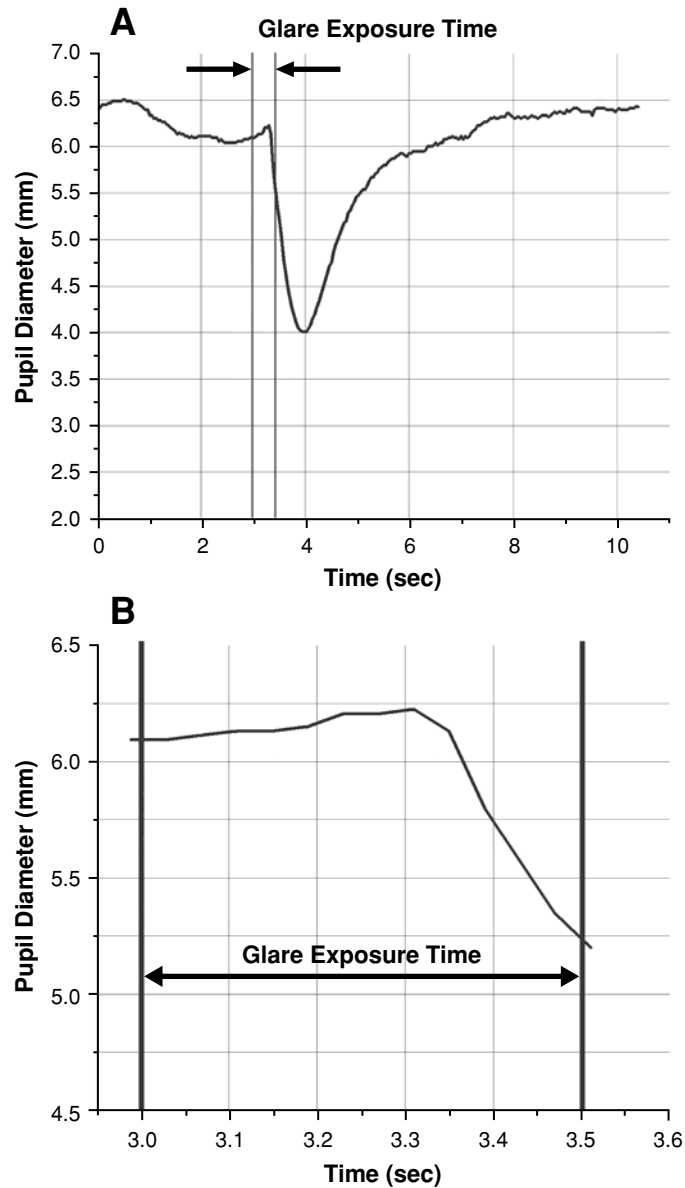 A
Glare Exposure Time
7.0
6.5
6.0
5.5
5.0
4.5
4.0
3.5
3.0
2.5
2.0
Pupil Diameter (mm)
0 2 4 6 8 10
Time (sec)
B
6.5
6.0
5.5
5.0
4.5
Pupil Diameter (mm)
Glare Exposure Time
3.0 3.1 3.2 3.3 3.4 3.5 3.6
Time (sec)